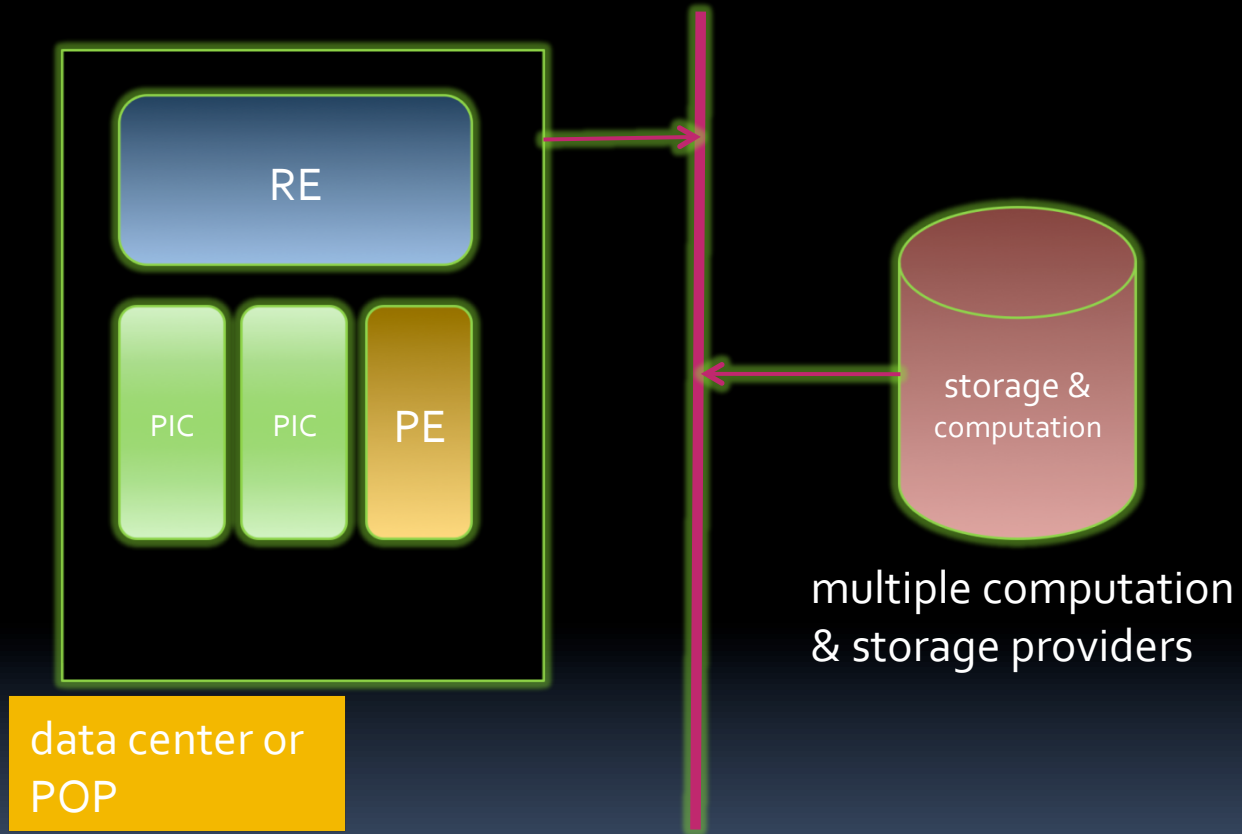 RE
PIC
PIC
PE
storage &
computation
multiple computation
& storage providers
data center or
POP